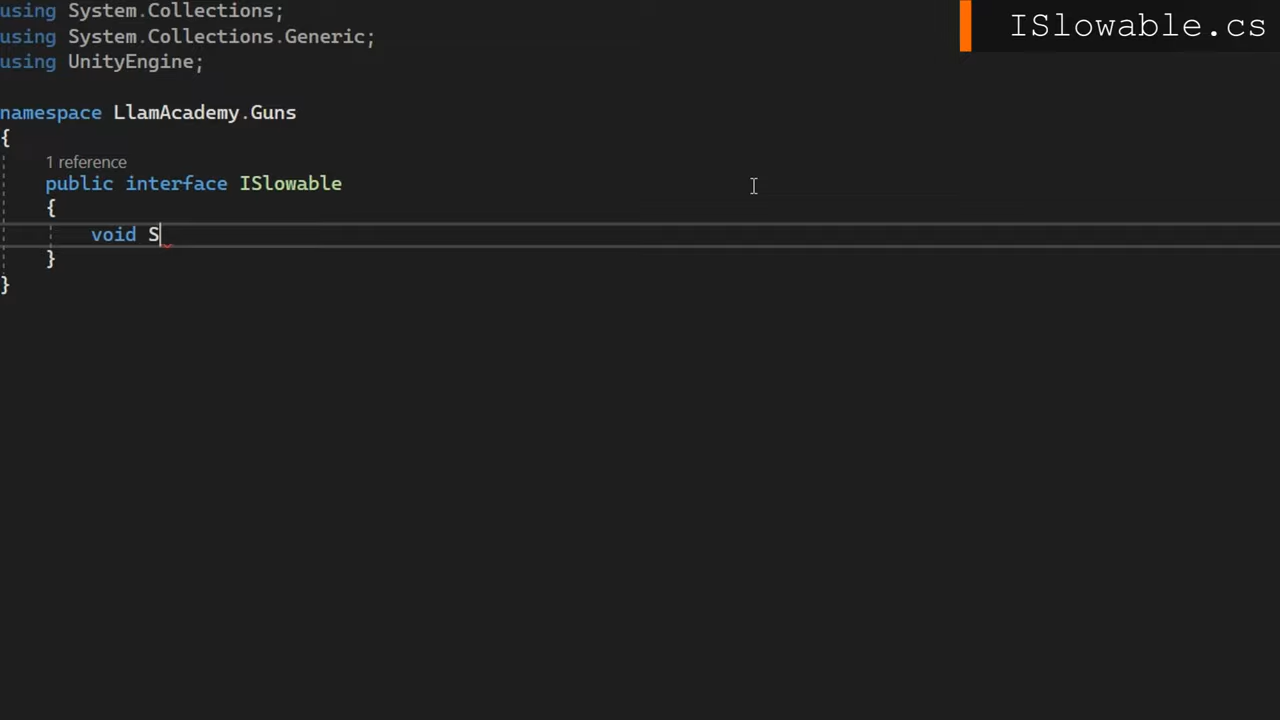 using System.Collections;
ISlowable.cs
using System.Collections.Generic;
using UnityEngine;
namespace LlamAcademy.Guns
{
1 reference
public interface ISlowable
{
void S
}
}